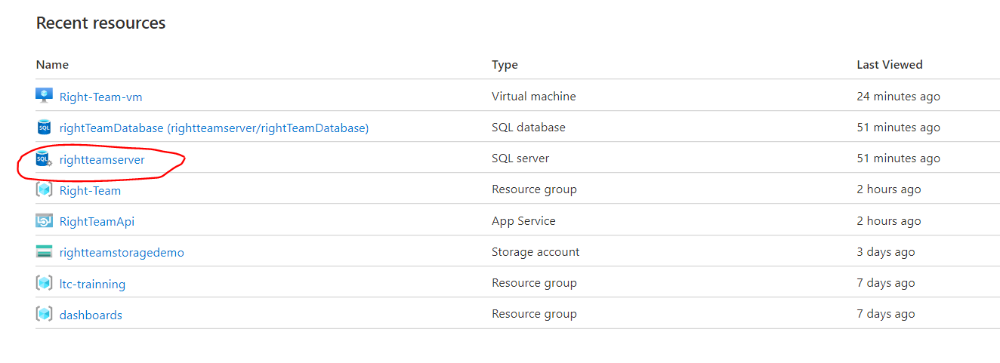 Recent resources
Name Type Last Viewed
Right-Team-vm Virtual machine 24 minutes ago
SQL rightTeamDatabase (rightteamserver/rightTeamDatabase) SQL database 51 minutes ago
SQL rightteamserver SQL server 51 minutes ago
Right-Team Resource group 2 hours ago
RightTeamApi App Service 2 hours ago
rightteamstoragedemo Storage account 3 days ago
ltc-trainning Resource group 7 days ago
dashboards Resource group 7 days ago